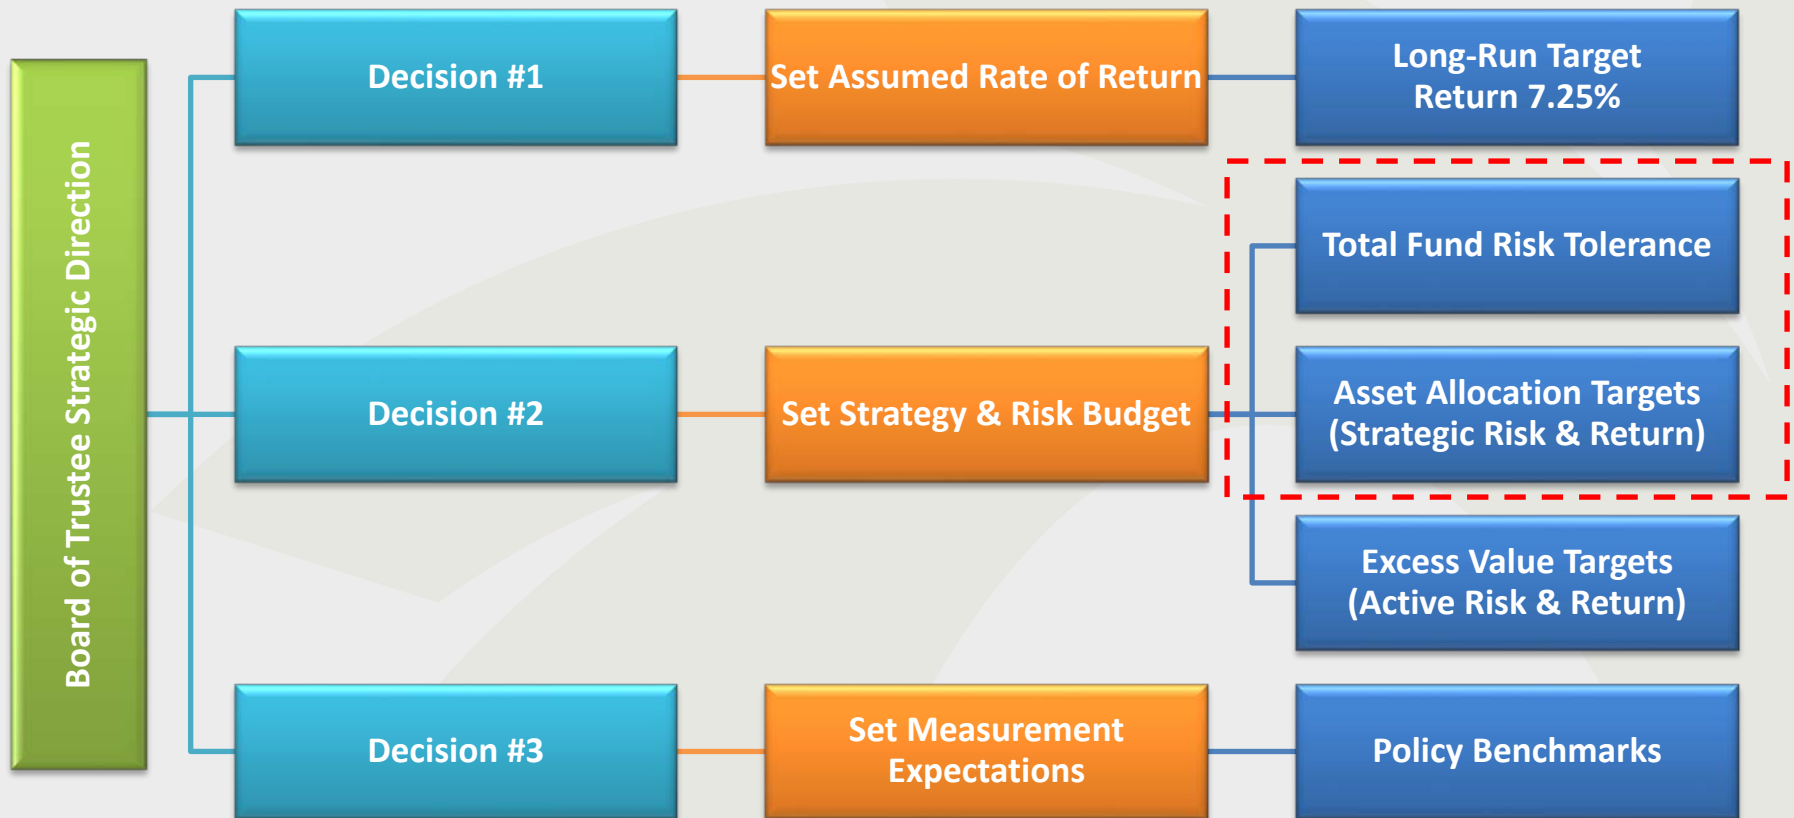 Board of Trustee Strategic Direction
Decision #1
Set Assumed Rate of Return
Long-Run Target
Return 7.25%
Total Fund Risk Tolerance
Decision #2
Set Strategy & Risk Budget
Asset Allocation Targets
(Strategic Risk & Return)
Excess Value Targets
(Active Risk & Return)
Decision #3
Set Measurement
Expectations
Policy Benchmarks